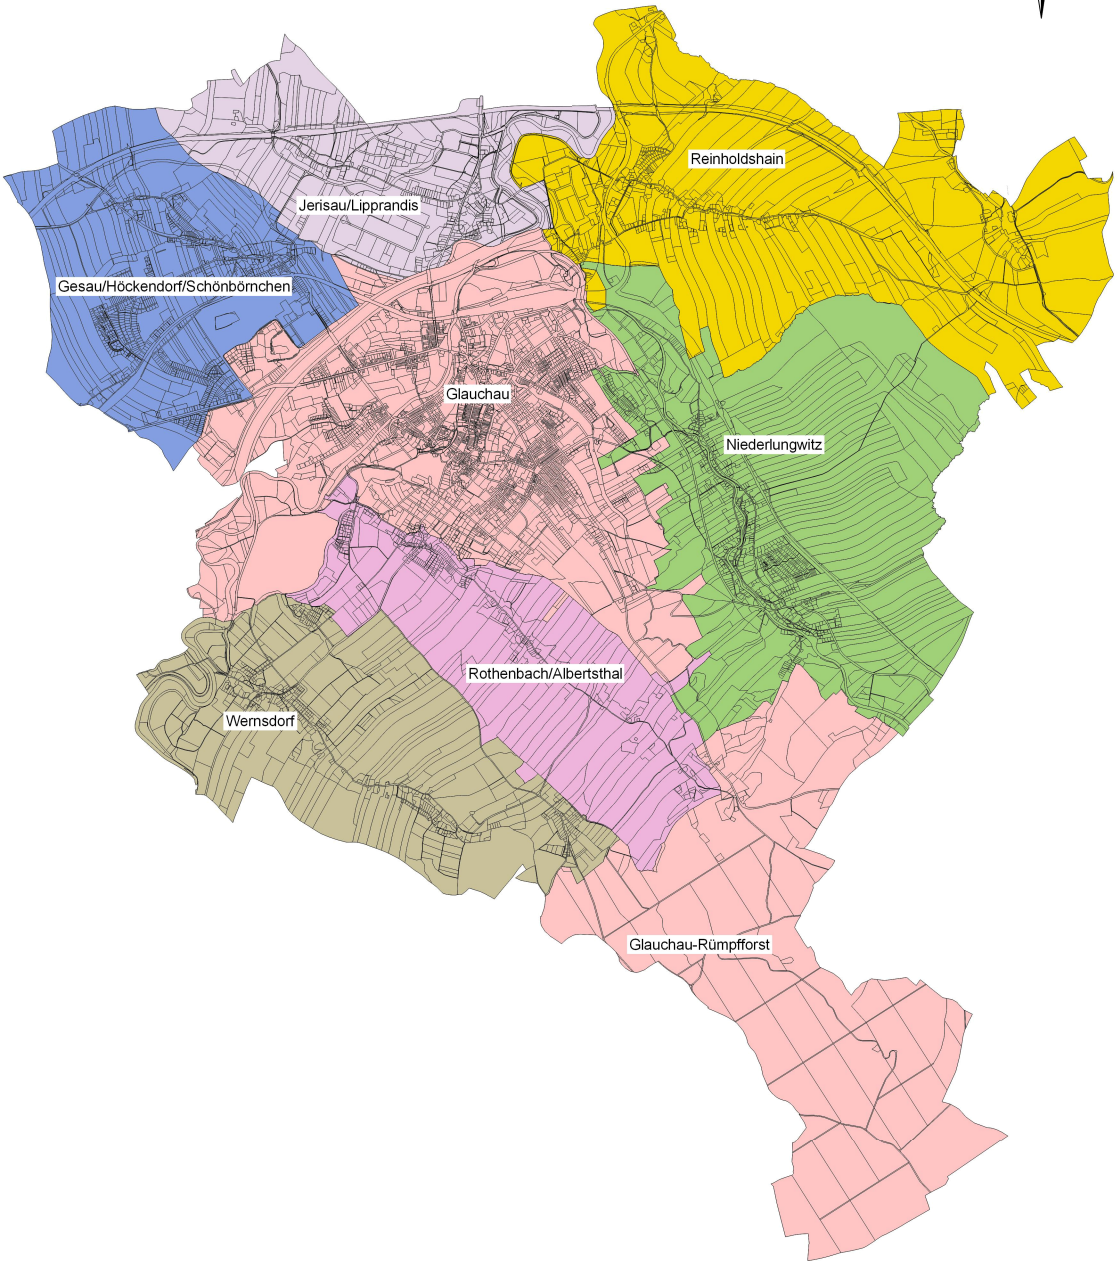 Reinholdshain
Jerisau/Lipprandis
Gesau/Höckendorf/Schönbörnchen
Glauchau
Niederlungwitz
Rothenbach/Albertsthal
Wernsdorf
Glauchau-Rümpfforst